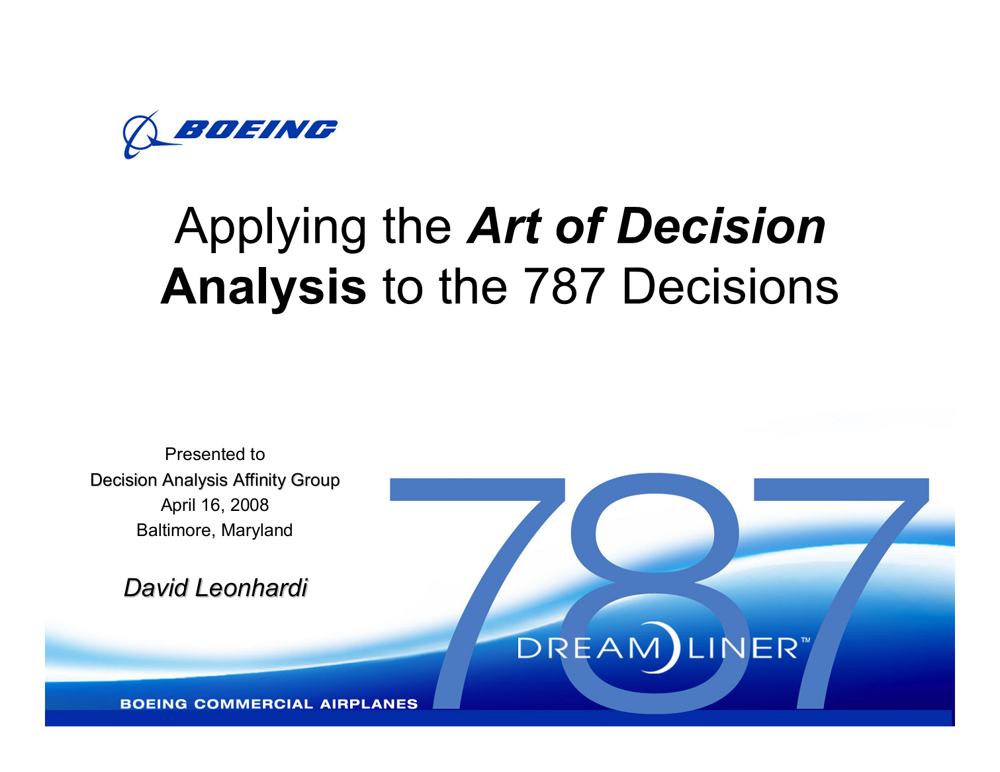 BOEING
Applying the Art of Decision
Analysis to the 787 Decisions
Presented to
Decision Analysis Affinity Group
April 16, 2008
Baltimore, Maryland
David Leonhardi
787
DREAMLINER™
BOEING COMMERCIAL AIRPLANES